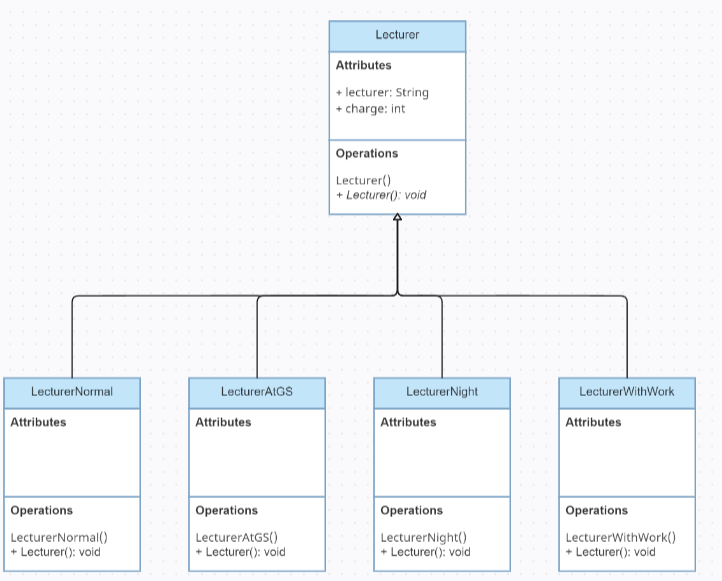 Lecturer
Attributes
+ lecturer: String
+ charge: int
Operations
Lecturer()
+ Lecturer(): void
LecturerNormal
Attributes
Operations
LecturerNormal()
+ Lecturer(): void
LecturerAtGS
Attributes
Operations
LecturerAtGS()
+ Lecturer(): void
LecturerNight
Attributes
Operations
LecturerNight()
+ Lecturer(): void
LecturerWithWork
Attributes
Operations
LecturerWithWork()
+ Lecturer(): void